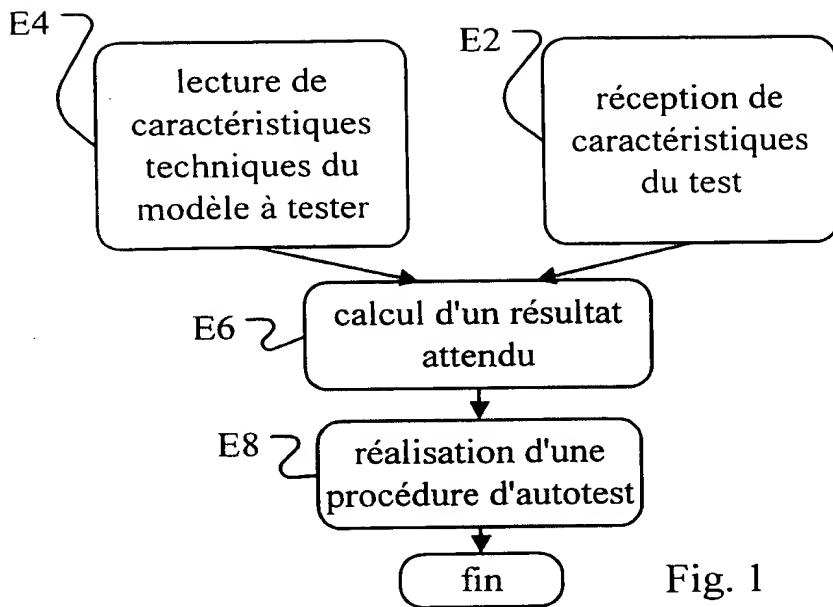 E4
lecture de
caractéristiques
techniques du
modèle à tester
E2
réception de
caractéristiques
du test
E6
calcul d'un résultat
attendu
E8
réalisation d'une
procédure d'autotest
fin
Fig. 1